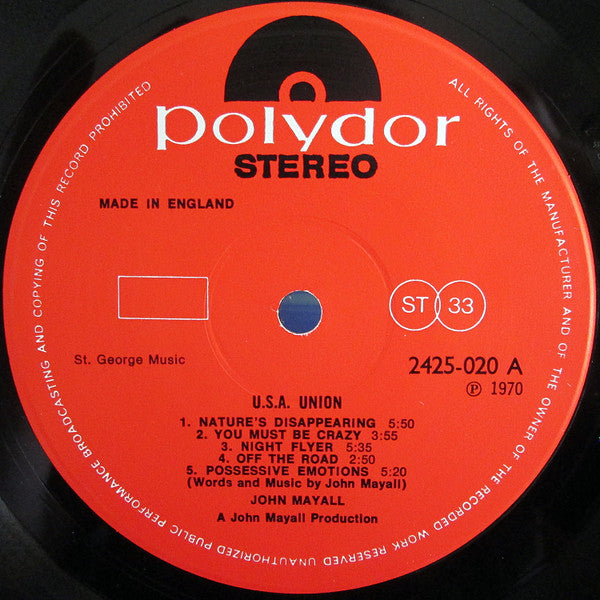 polydor
STEREO
MADE IN ENGLAND
ST 33
St. George Music
2425-020 A
℗ 1970
U.S.A. UNION
1. NATURE'S DISAPPEARING 5:50
2. YOU MUST BE CRAZY 3:55
3. NIGHT FLYER 5:35
4. OFF THE ROAD 2:50
5. POSSESSIVE EMOTIONS 5:20
(Words and Music by John Mayall)
JOHN MAYALL
A John Mayall Production
ALL RIGHTS OF THE MANUFACTURER AND OF THE OWNER OF THE RECORDED WORK RESERVED UNAUTHORIZED PUBLIC PERFORMANCE BROADCASTING AND COPYING OF THIS RECORD PROHIBITED